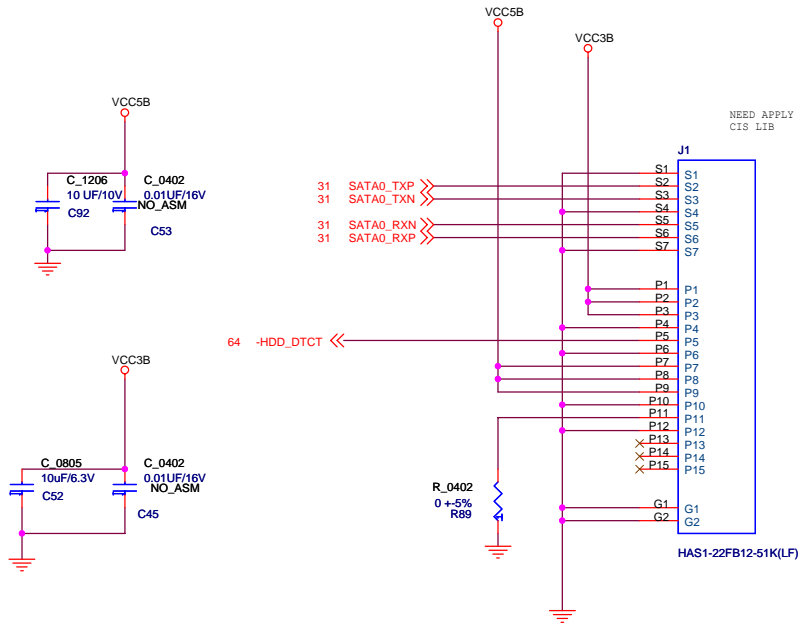 VCC5B
VCC3B
VCC5B
NEED APPLY
CIS LIB
J1
C_1206
10 UF/10V
C92
C_0402
0.01UF/16V
NO_ASM
C53
31 SATA0_TXP
31 SATA0_TXN
31 SATA0_RXN
31 SATA0_RXP
S1 S1
S2 S2
S3 S3
S4 S4
S5 S5
S6 S6
S7 S7
P1 P1
P2 P2
P3 P3
P4 P4
64 -HDD_DTCT
P5 P5
P6 P6
P7 P7
P8 P8
P9 P9
P10 P10
P11 P11
P12 P12
P13 P13
P14 P14
P15 P15
G1 G1
G2 G2
VCC3B
C_0805
10uF/6.3V
C52
C_0402
0.01UF/16V
NO_ASM
C45
R_0402
0 +-5%
R89
HAS1-22FB12-51K(LF)